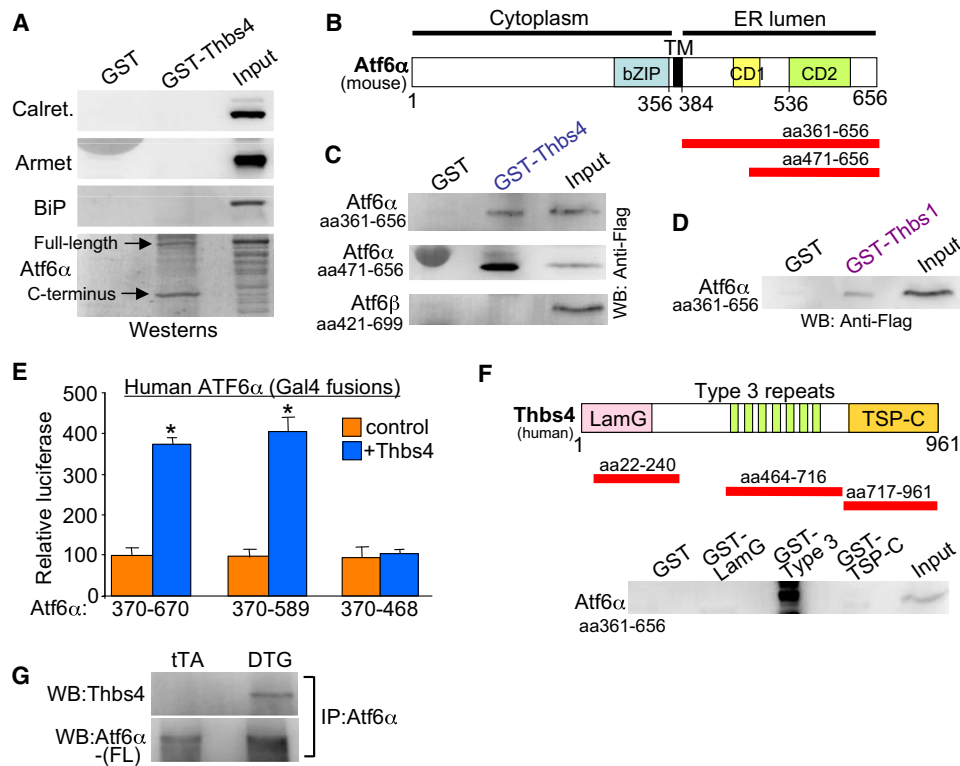 A
GST
GST-Thbs4
Input
Calret.
Armet
BiP
Full-length
Atf6α
C-terminus
Westerns
B
Cytoplasm
ER lumen
TM
Atf6α
(mouse)
bZIP
CD1
CD2
1
356
384
536
656
aa361-656
aa471-656
C
GST
GST-Thbs4
Input
Atf6α
aa361-656
Atf6α
aa471-656
Atf6β
aa421-699
WB: Anti-Flag
D
GST
GST-Thbs1
Input
Atf6α
aa361-656
WB: Anti-Flag
E
Human ATF6α (Gal4 fusions)
Relative luciferase
500
400
300
200
100
0
* *
control
+Thbs4
Atf6α: 370-670 370-589 370-468
F
Type 3 repeats
Thbs4
(human)
LamG
TSP-C
1
961
aa22-240
aa464-716
aa717-961
GST
GST-
LamG
GST-
Type 3
GST-
TSP-C
Input
Atf6α
aa361-656
G
tTA
DTG
WB:Thbs4
WB:Atf6α
-(FL)
IP:Atf6α